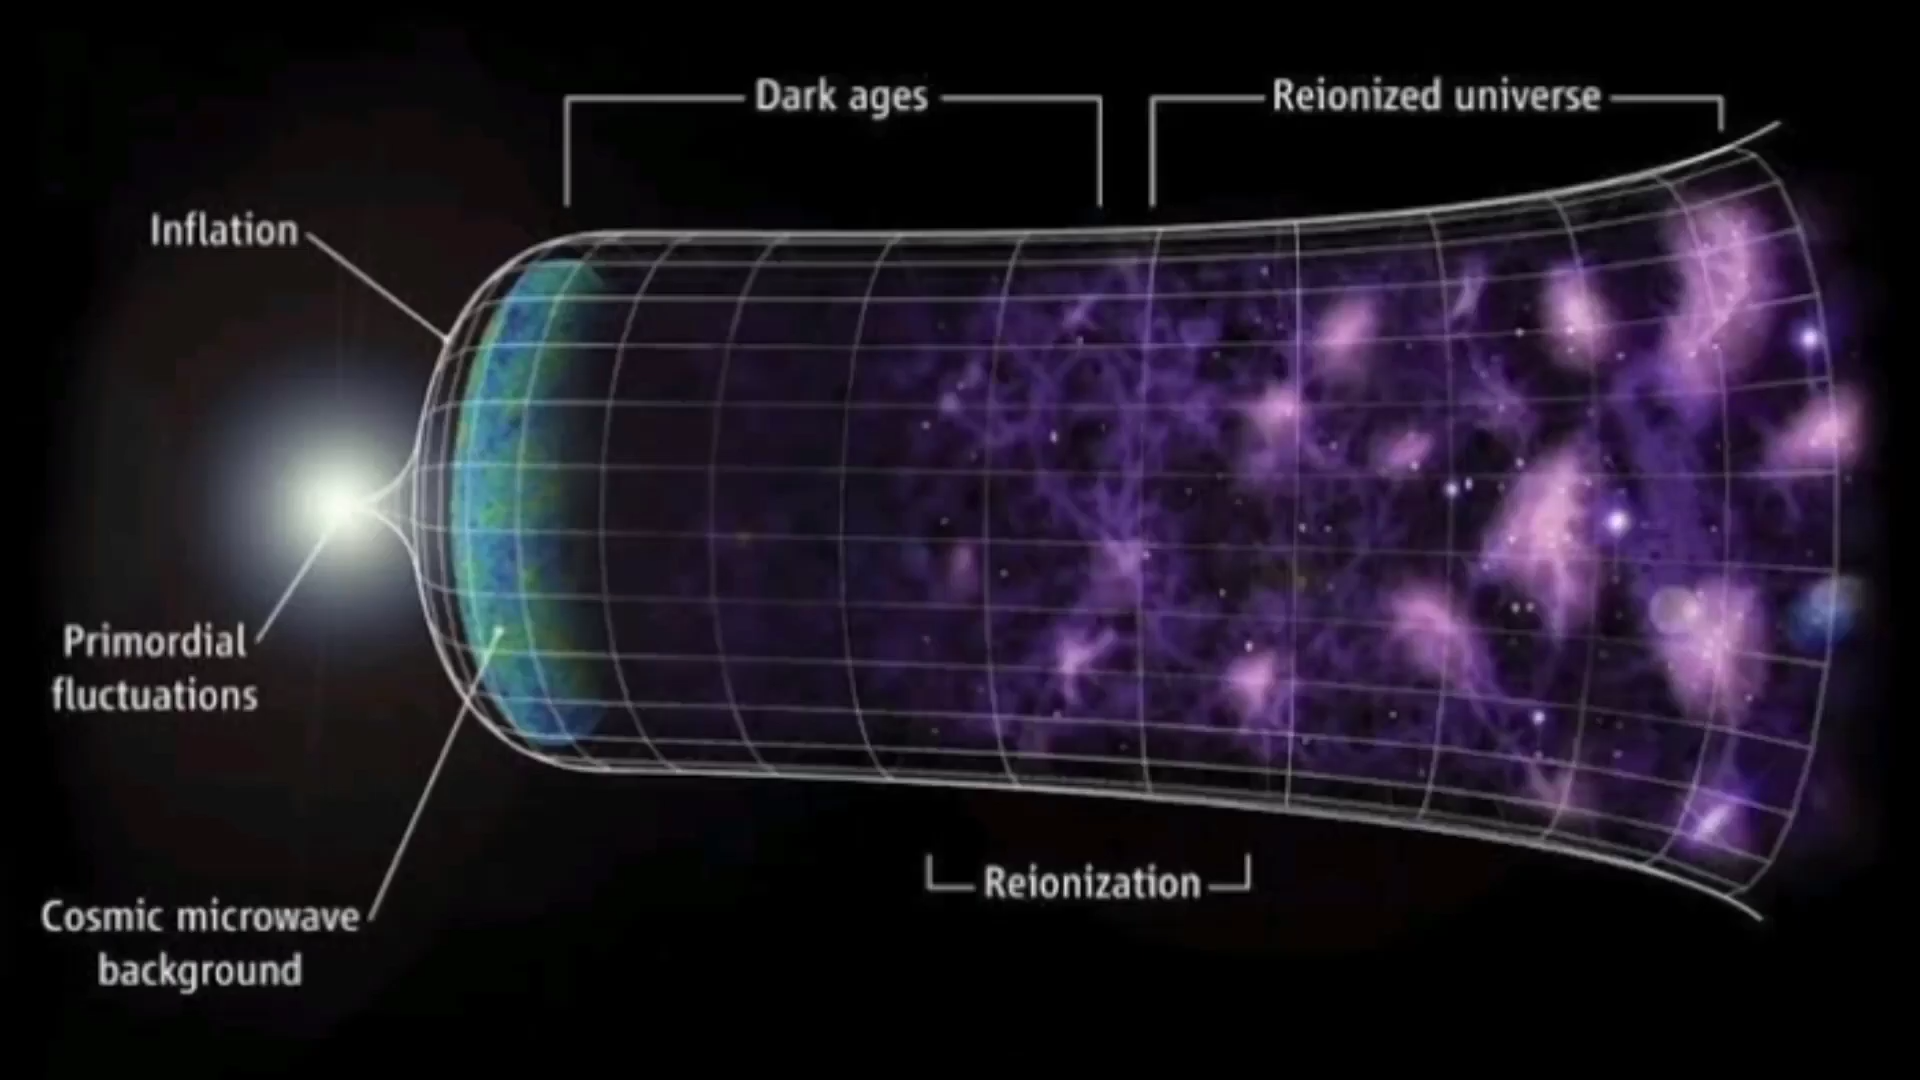 Dark ages
Reionized universe
Inflation
Primordial
fluctuations
Reionization
Cosmic microwave
background